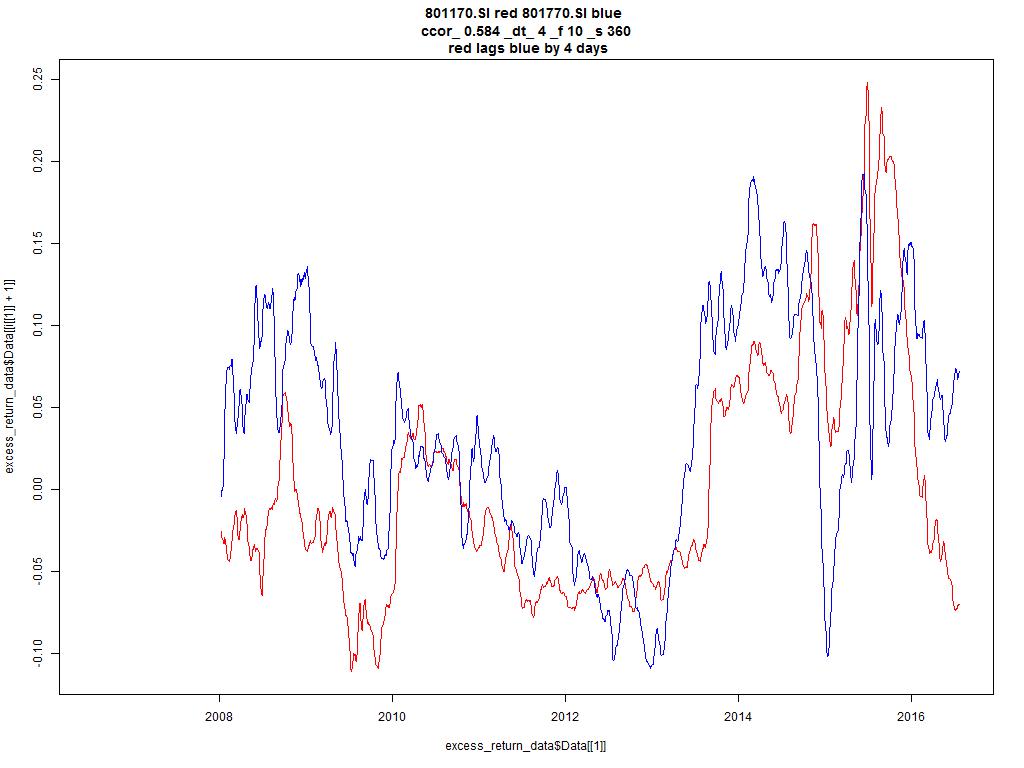 801170.SI red 801770.SI blue
ccor_ 0.584 _dt_ 4 _f 10 _s 360
red lags blue by 4 days
0.25
0.20
0.15
0.10
0.05
0.00
-0.05
-0.10
excess_return_data$Data[[i[[1]] + 1]]
2008
2010
2012
2014
2016
excess_return_data$Data[[1]]